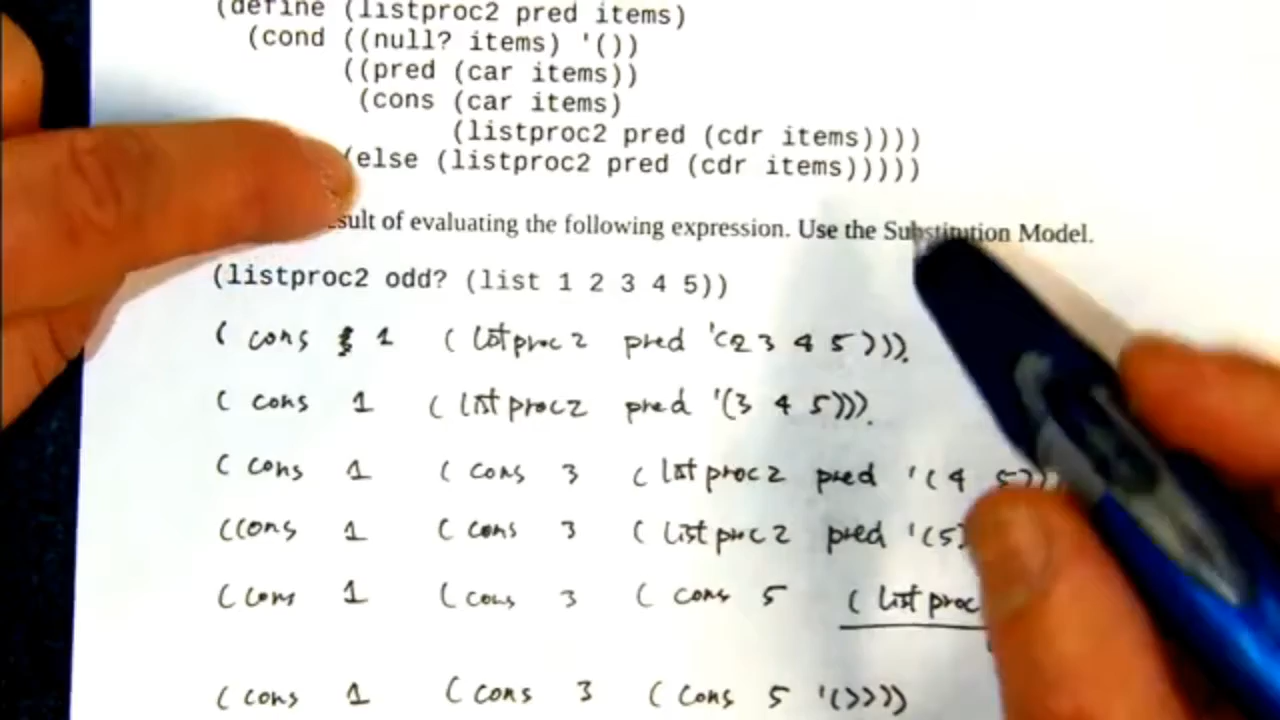 (define (listproc2 pred items)
(cond ((null? items) '())
((pred (car items))
(cons (car items)
(listproc2 pred (cdr items))))
(else (listproc2 pred (cdr items)))))
of evaluating the following expression. Use the Substitution Model.
(listproc2 odd? (list 1 2 3 4 5))
( cons 1 ( listproc2 pred '(2 3 4 5))).
( cons 1 ( listproc2 pred '(3 4 5))).
( cons 1 ( cons 3 ( listproc2 pred '(4 5))
((cons 1 ( cons 3 ( listproc2 pred '(5)
( cons 1 ( cons 3 ( cons 5 ( listproc
( cons 1 ( cons 3 ( cons 5 '())))